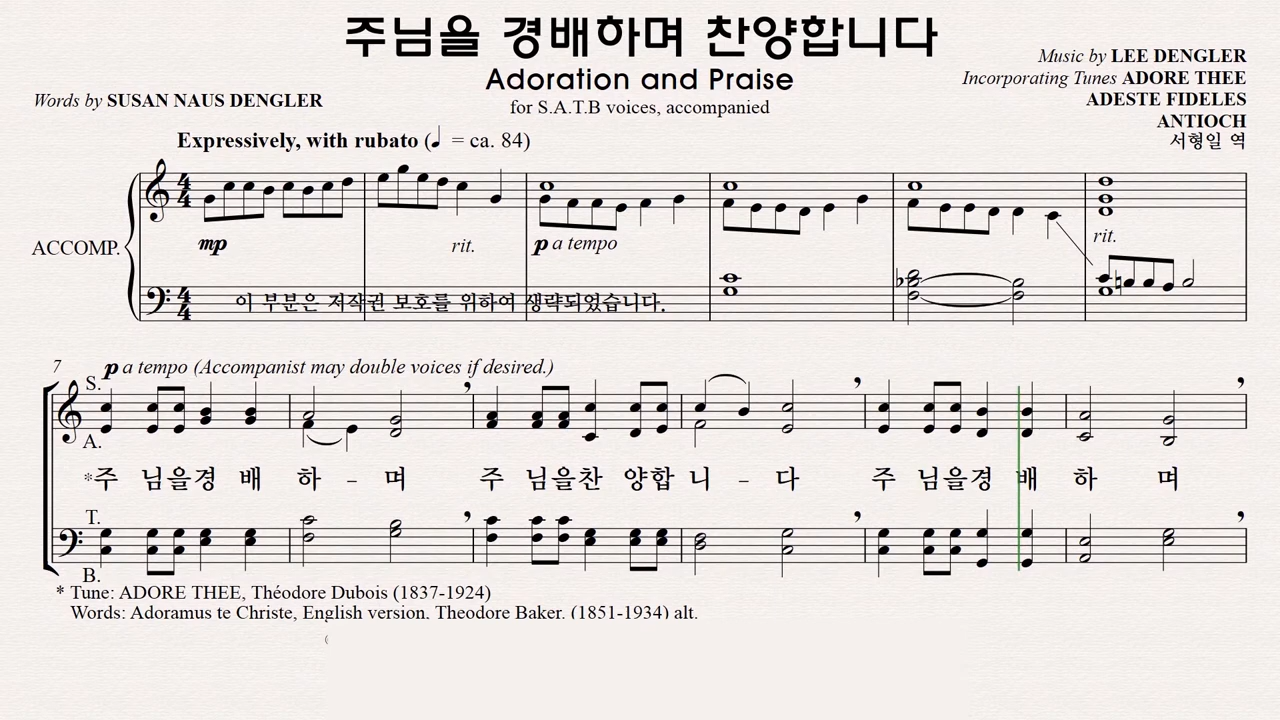 주님을 경배하며 찬양합니다
Adoration and Praise
for S.A.T.B voices, accompanied
Words by SUSAN NAUS DENGLER
Music by LEE DENGLER
Incorporating Tunes ADORE THEE
ADESTE FIDELES
ANTIOCH
서형일 역
Expressively, with rubato (♩ = ca. 84)
ACCOMP.
mp
rit.
p a tempo
rit.
이 부분은 저작권 보호를 위하여 생략되었습니다.
7
p a tempo (Accompanist may double voices if desired.)
S.
A.
*주 님을경 배 하 – 며 주 님을찬 양합 니 – 다 주 님을경 배 하 며
T.
B.
* Tune: ADORE THEE, Théodore Dubois (1837-1924)
Words: Adoramus te Christe, English version, Theodore Baker, (1851-1934) alt.